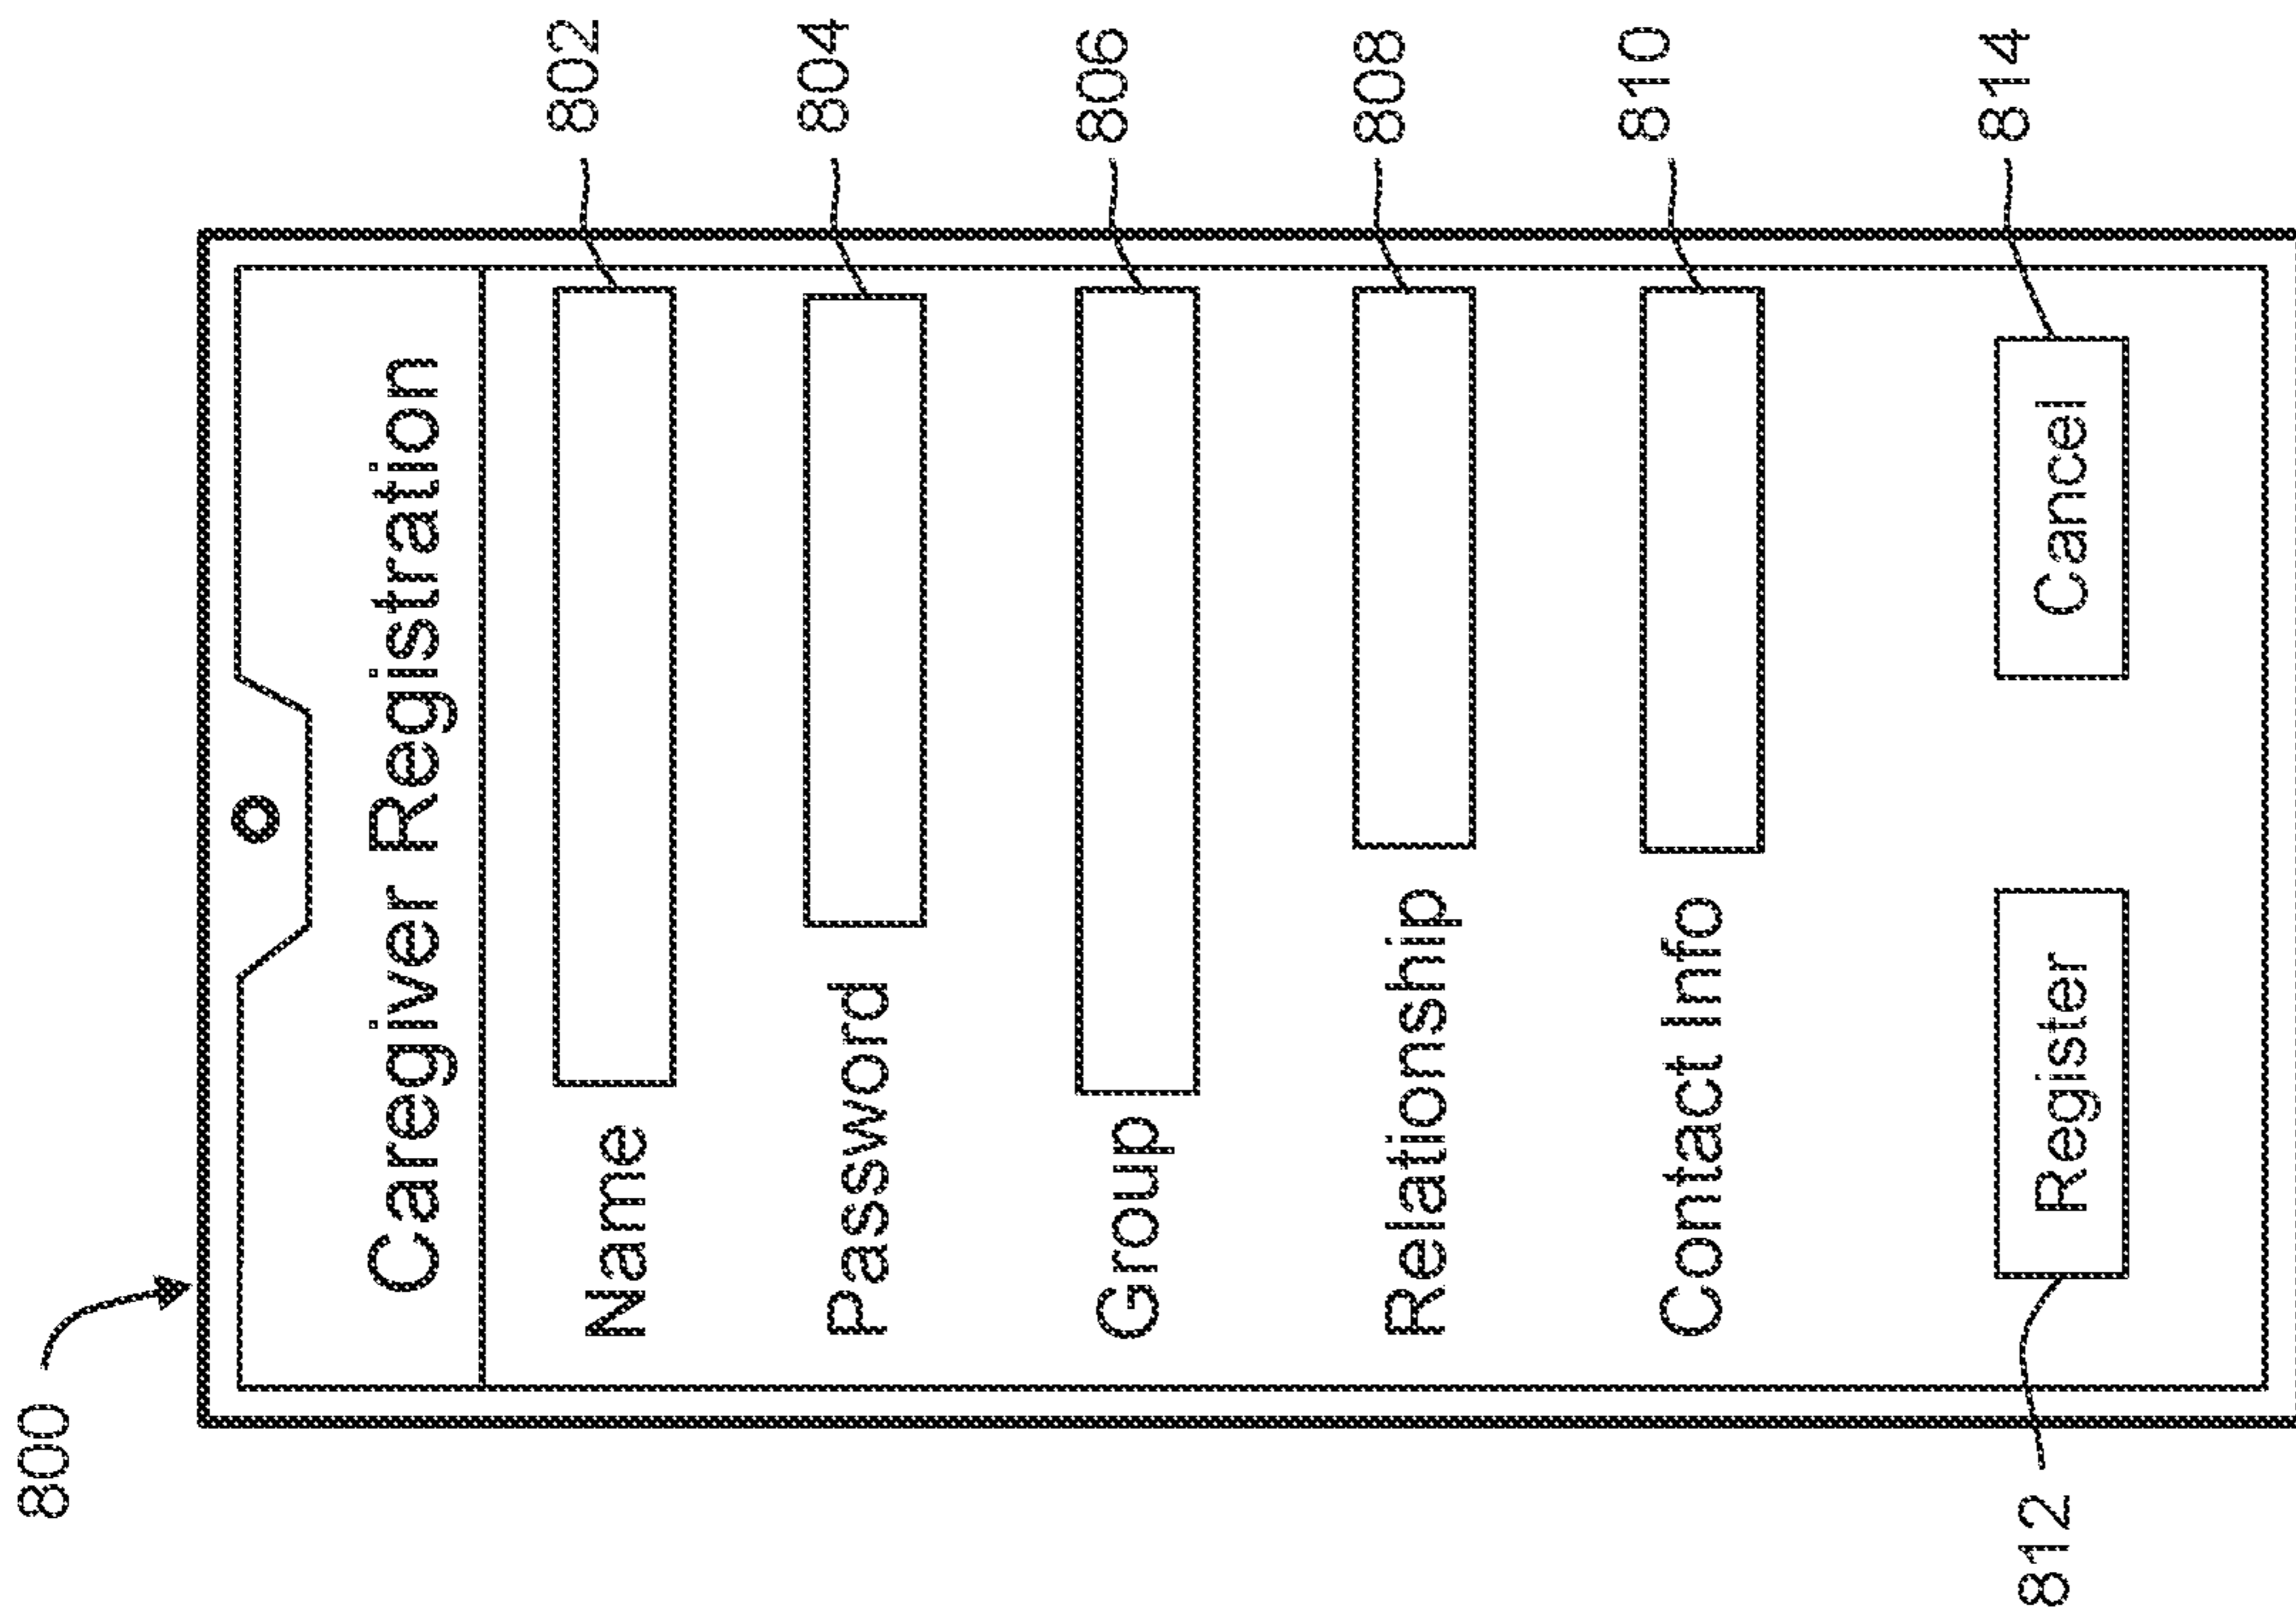 800
Caregiver Registration
Name 802
Password 804
Group 806
Relationship 808
Contact Info 810
Register Cancel 814
812